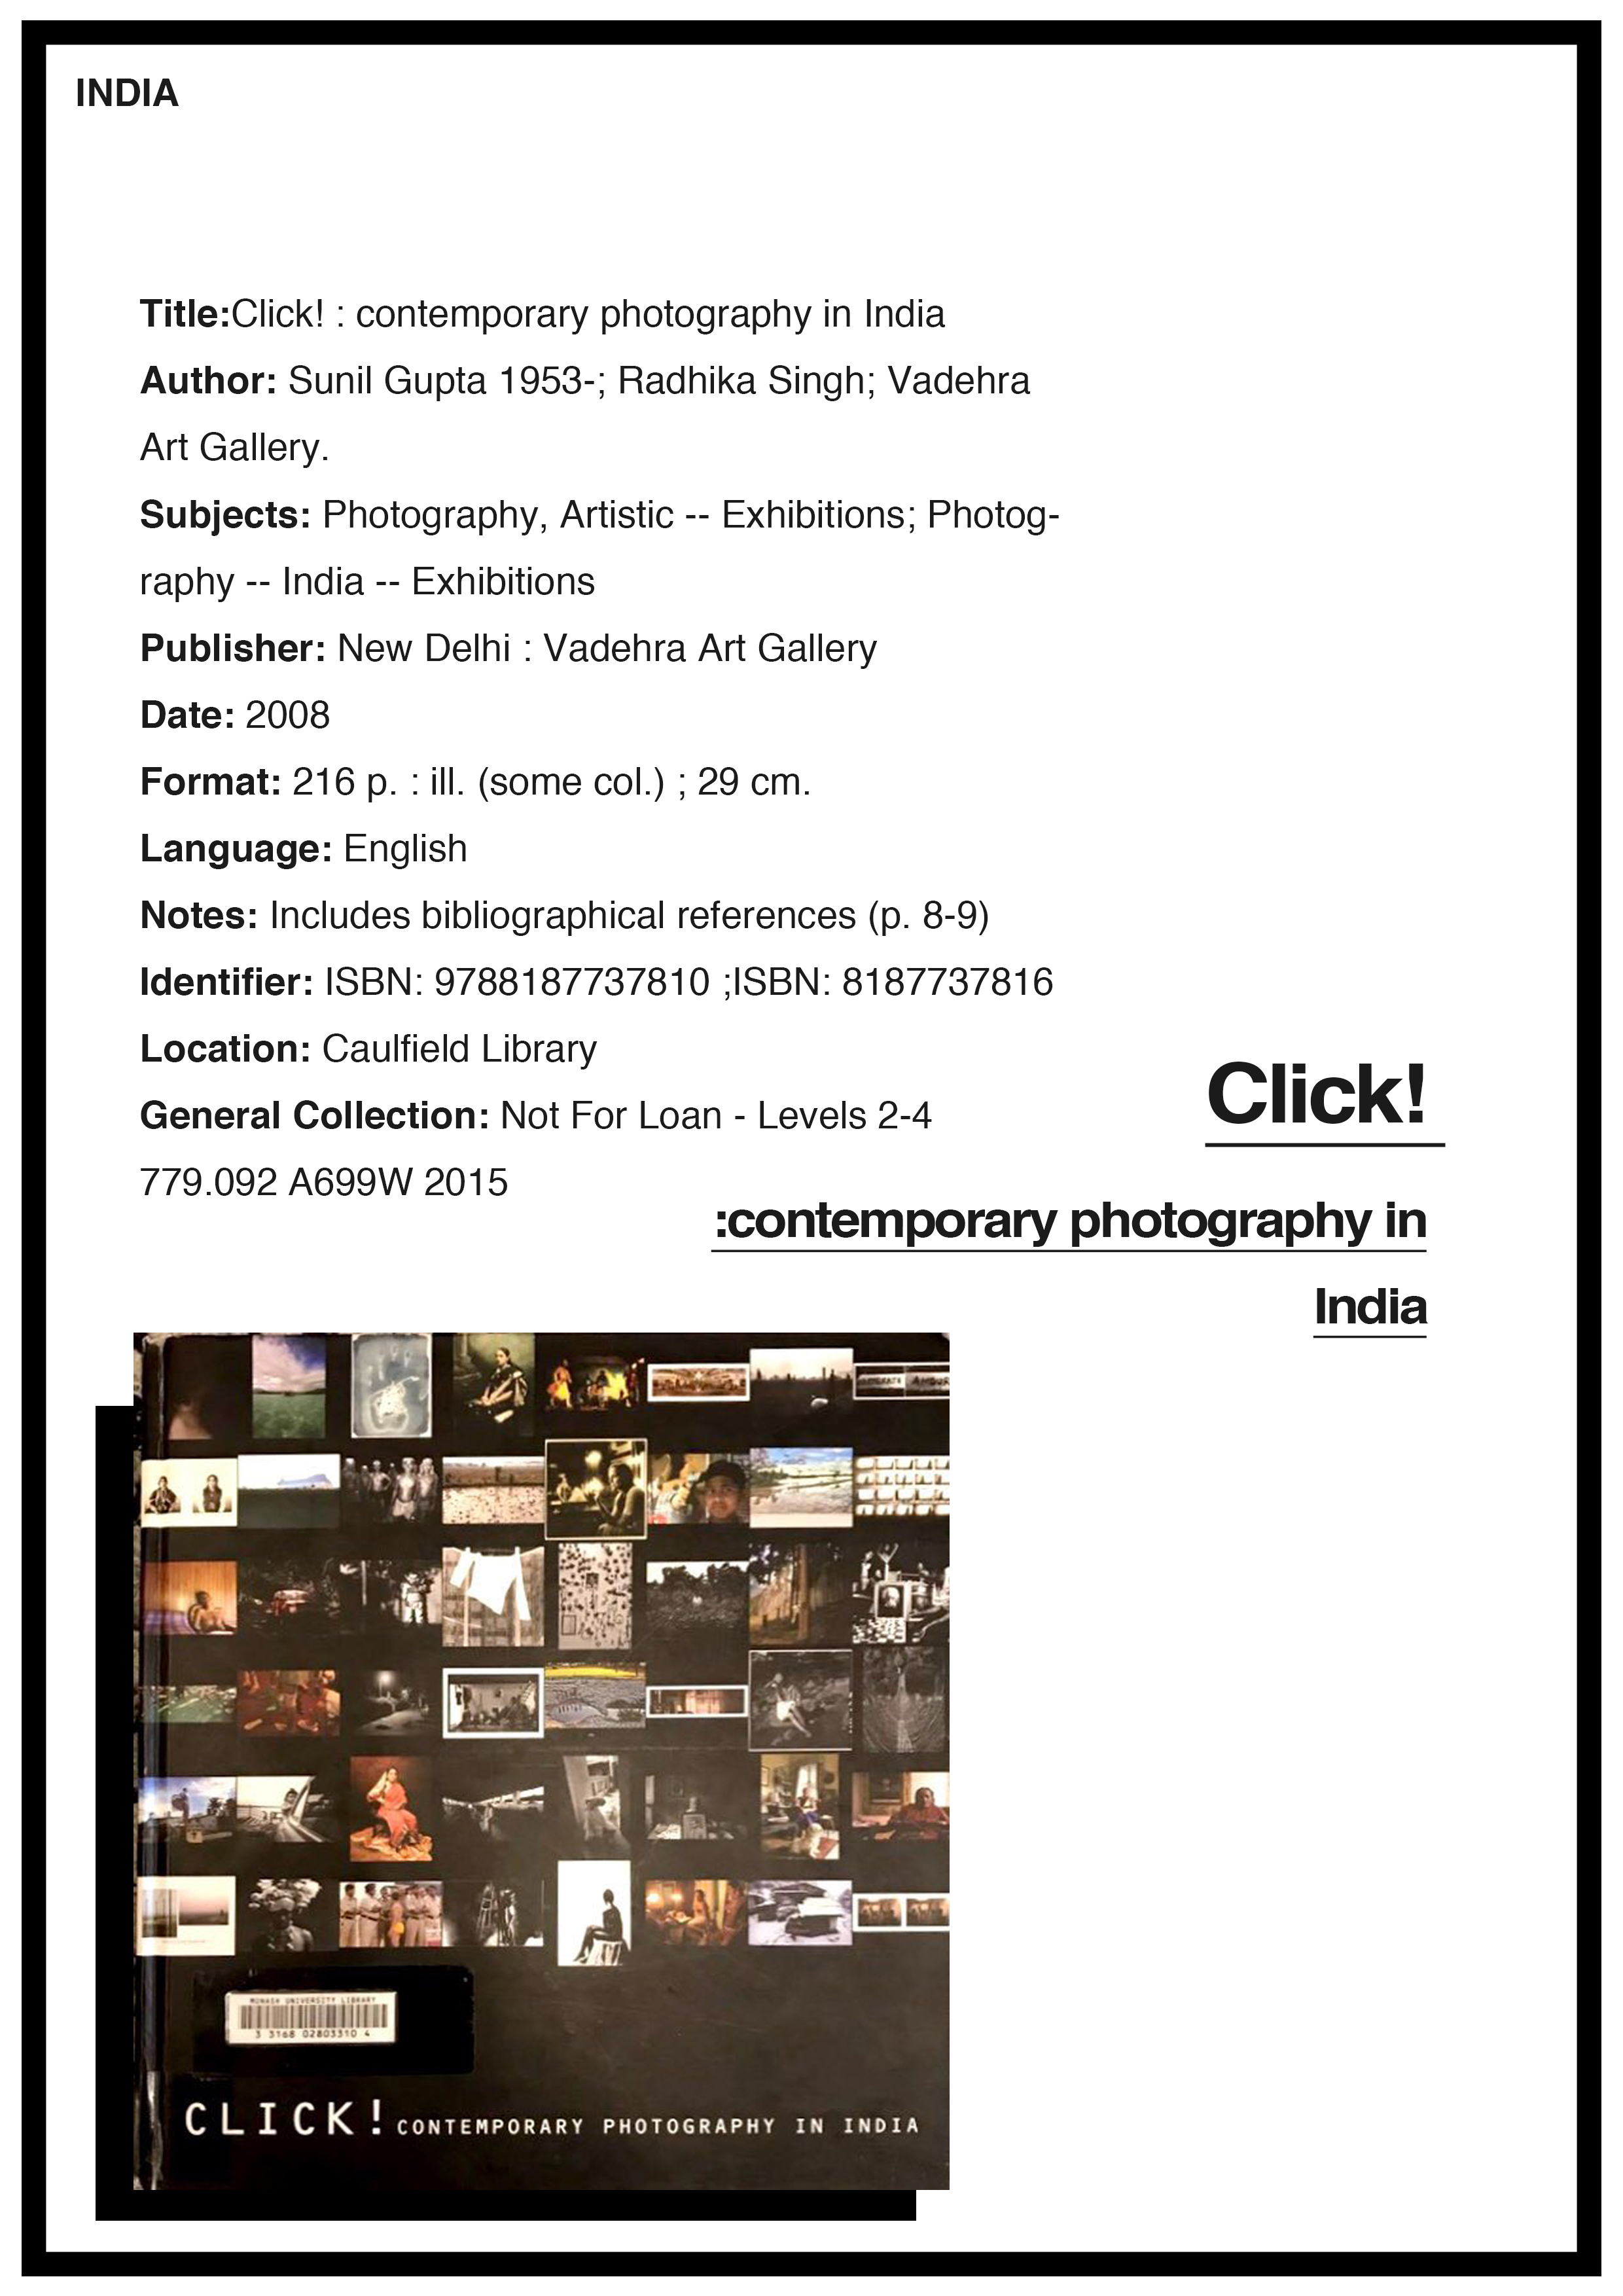 INDIA
Title:Click! : contemporary photography in India
Author: Sunil Gupta 1953-; Radhika Singh; Vadehra
Art Gallery.
Subjects: Photography, Artistic -- Exhibitions; Photog-
raphy -- India -- Exhibitions
Publisher: New Delhi : Vadehra Art Gallery
Date: 2008
Format: 216 p. : ill. (some col.) ; 29 cm.
Language: English
Notes: Includes bibliographical references (p. 8-9)
Identifier: ISBN: 9788187737810 ;ISBN: 8187737816
Location: Caulfield Library
General Collection: Not For Loan - Levels 2-4
779.092 A699W 2015
Click!
:contemporary photography in
India
MONASH UNIVERSITY LIBRARY
3 3168 02803310 4
CLICK! CONTEMPORARY PHOTOGRAPHY IN INDIA